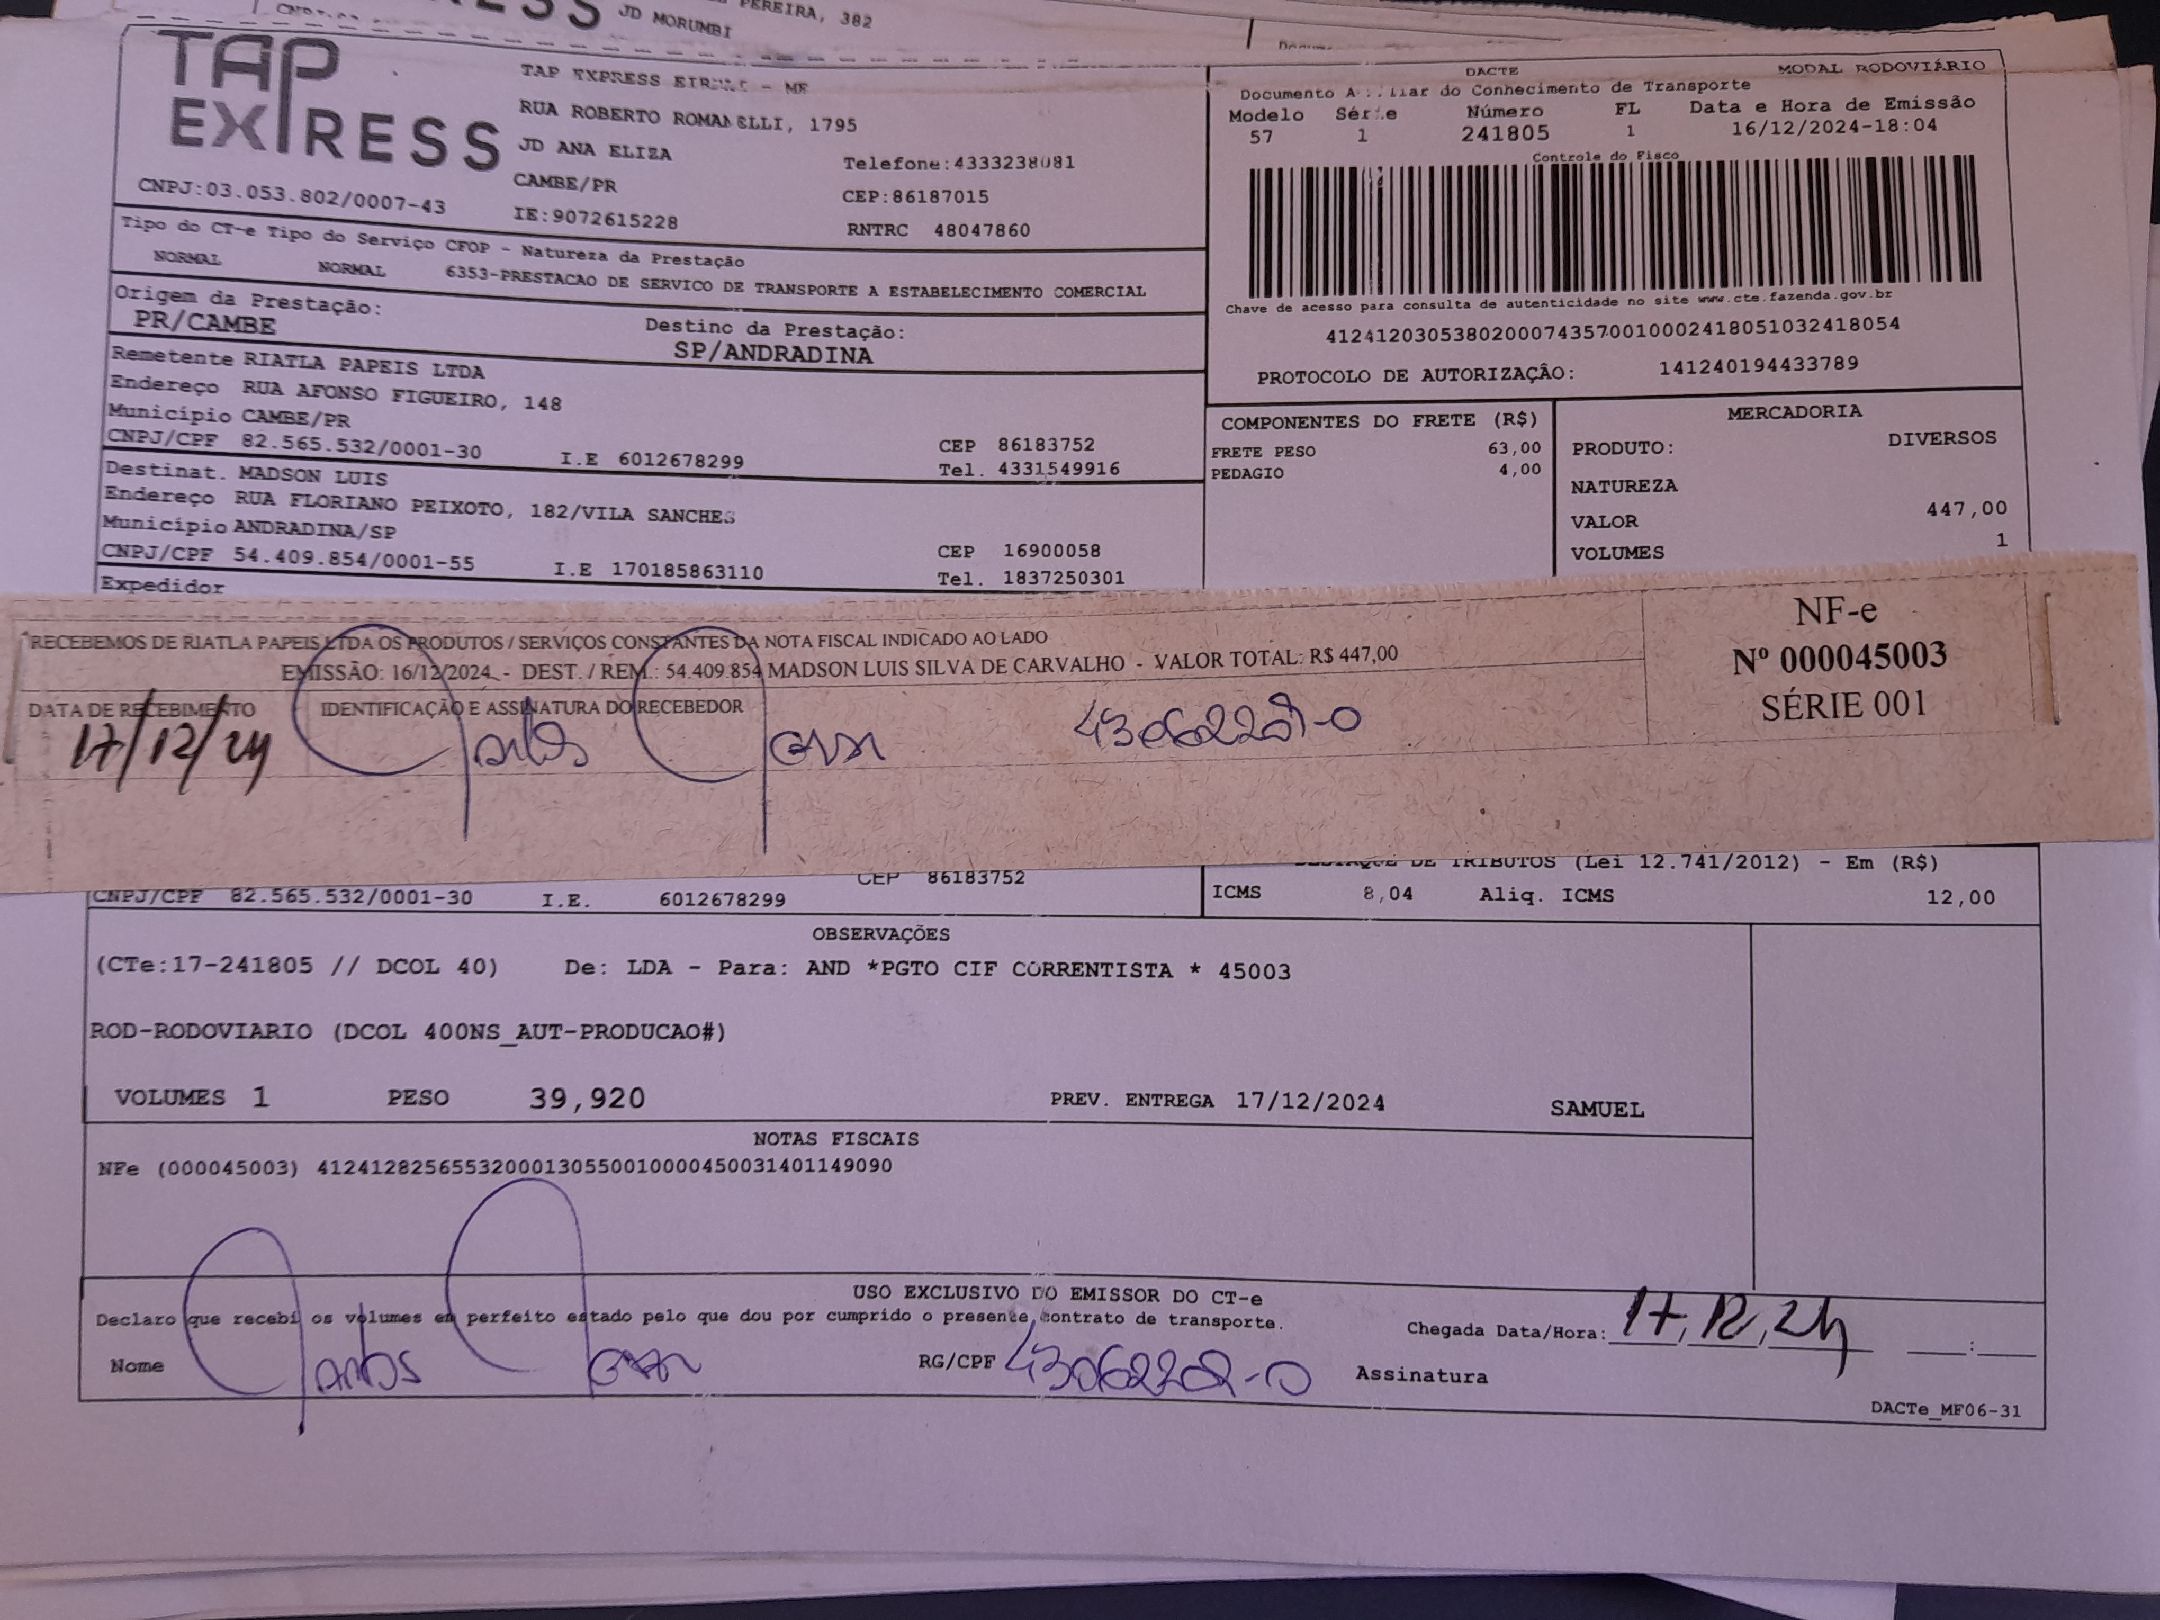 PEREIRA, 382
JD MORUMBI
TAP EXPRESS
TAP EXPRESS EIRELI - ME
RUA ROBERTO ROMANELLI, 1795
JD ANA ELIZA
CAMBE/PR
IE:9072615228
Telefone:4333238081
CEP:86187015
RNTRC 48047860
CNPJ:03.053.802/0007-43
DACTE
MODAL RODOVIÁRIO
Documento Auxiliar do Conhecimento de Transporte
Modelo Série Número FL Data e Hora de Emissão
57 1 241805 1 16/12/2024-18:04
Controle do Fisco
Chave de acesso para consulta de autenticidade no site www.cte.fazenda.gov.br
41241203053802000743570010002418051032418054
PROTOCOLO DE AUTORIZAÇÃO: 141240194433789
Tipo do CT-e Tipo do Serviço CFOP - Natureza da Prestação
NORMAL NORMAL 6353-PRESTACAO DE SERVICO DE TRANSPORTE A ESTABELECIMENTO COMERCIAL
Origem da Prestação:
PR/CAMBE
Destino da Prestação:
SP/ANDRADINA
Remetente RIATLA PAPEIS LTDA
Endereço RUA AFONSO FIGUEIRO, 148
Município CAMBE/PR
CEP 86183752
CNPJ/CPF 82.565.532/0001-30 I.E 6012678299 Tel. 4331549916
Destinat. MADSON LUIS
Endereço RUA FLORIANO PEIXOTO, 182/VILA SANCHES
Município ANDRADINA/SP
CEP 16900058
CNPJ/CPF 54.409.854/0001-55 I.E 170185863110 Tel. 1837250301
Expedidor
COMPONENTES DO FRETE (R$)
FRETE PESO 63,00
PEDAGIO 4,00
MERCADORIA
PRODUTO: DIVERSOS
NATUREZA
VALOR 447,00
VOLUMES 1
RECEBEMOS DE RIATLA PAPEIS LTDA OS PRODUTOS / SERVIÇOS CONSTANTES DA NOTA FISCAL INDICADO AO LADO
EMISSÃO: 16/12/2024 - DEST. / REM.: 54.409.854 MADSON LUIS SILVA DE CARVALHO - VALOR TOTAL: R$ 447,00
DATA DE RECEBIMENTO IDENTIFICAÇÃO E ASSINATURA DO RECEBEDOR
17/12/24 Carlos
NF-e
Nº 000045003
SÉRIE 001
CEP 86183752
CNPJ/CPF 82.565.532/0001-30 I.E. 6012678299
DESTAQUE DE TRIBUTOS (Lei 12.741/2012) - Em (R$)
ICMS 8,04 Aliq. ICMS 12,00
OBSERVAÇÕES
(CTe:17-241805 // DCOL 40) De: LDA - Para: AND *PGTO CIF CORRENTISTA * 45003
ROD-RODOVIARIO (DCOL 400NS_AUT-PRODUCAO#)
VOLUMES 1 PESO 39,920 PREV. ENTREGA 17/12/2024 SAMUEL
NOTAS FISCAIS
NFe (000045003) 41241282565532000130550010000450031401149090
USO EXCLUSIVO DO EMISSOR DO CT-e
Declaro que recebi os volumes em perfeito estado pelo que dou por cumprido o presente contrato de transporte.
Chegada Data/Hora: 17,12,24 :
Nome Carlos RG/CPF Assinatura
DACTe_MF06-31